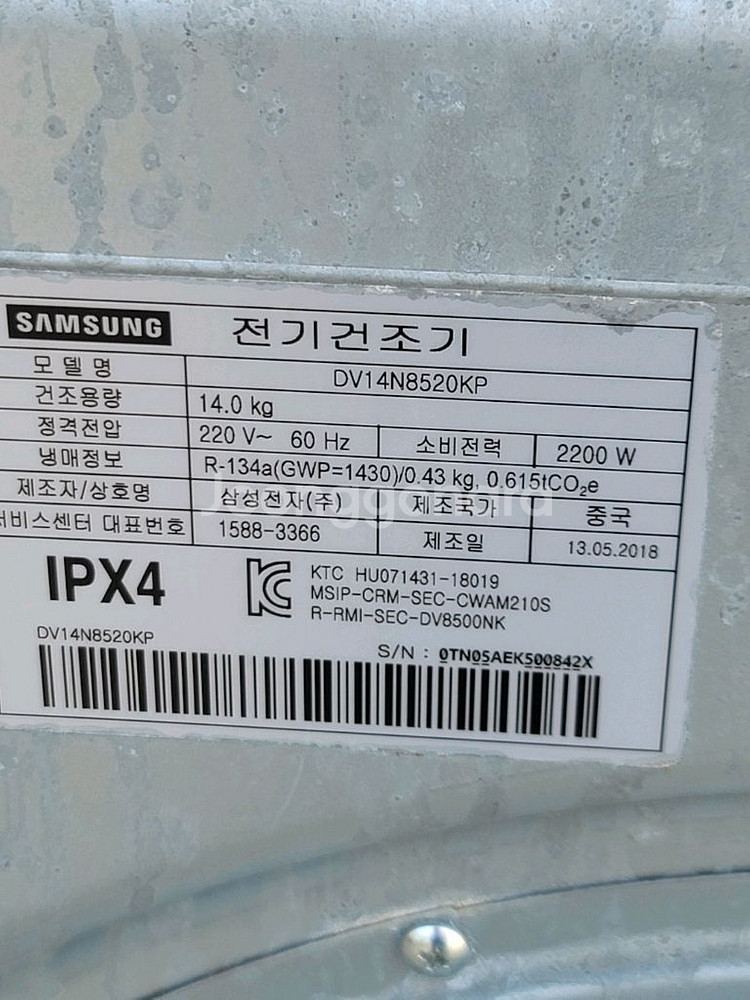 SAMSUNG 전기건조기
모델명 DV14N8520KP
건조용량 14.0 kg
정격전압 220 V~ 60 Hz 소비전력 2200 W
냉매정보 R-134a(GWP=1430)/0.43 kg, 0.615tCO2e
제조자/상호명 삼성전자(주) 제조국가 중국
서비스센터 대표번호 1588-3366 제조일 13.05.2018
IPX4
KTC HU071431-18019
MSIP-CRM-SEC-CWAM210S
R-RMI-SEC-DV8500NK
DV14N8520KP
S/N : 0TN05AEK500842X